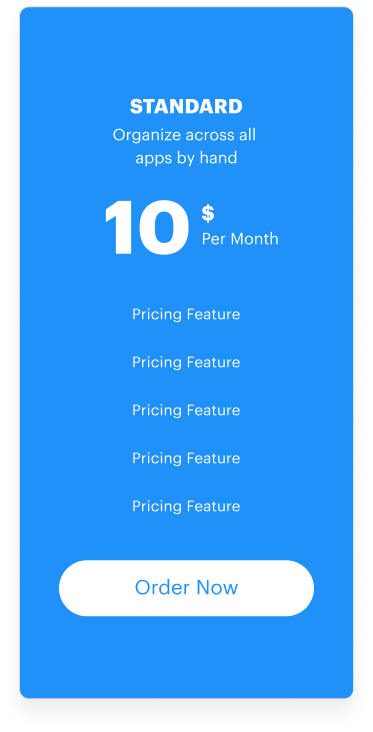 STANDARD
Organize across all
apps by hand
10 $
Per Month
Pricing Feature
Pricing Feature
Pricing Feature
Pricing Feature
Pricing Feature
Order Now